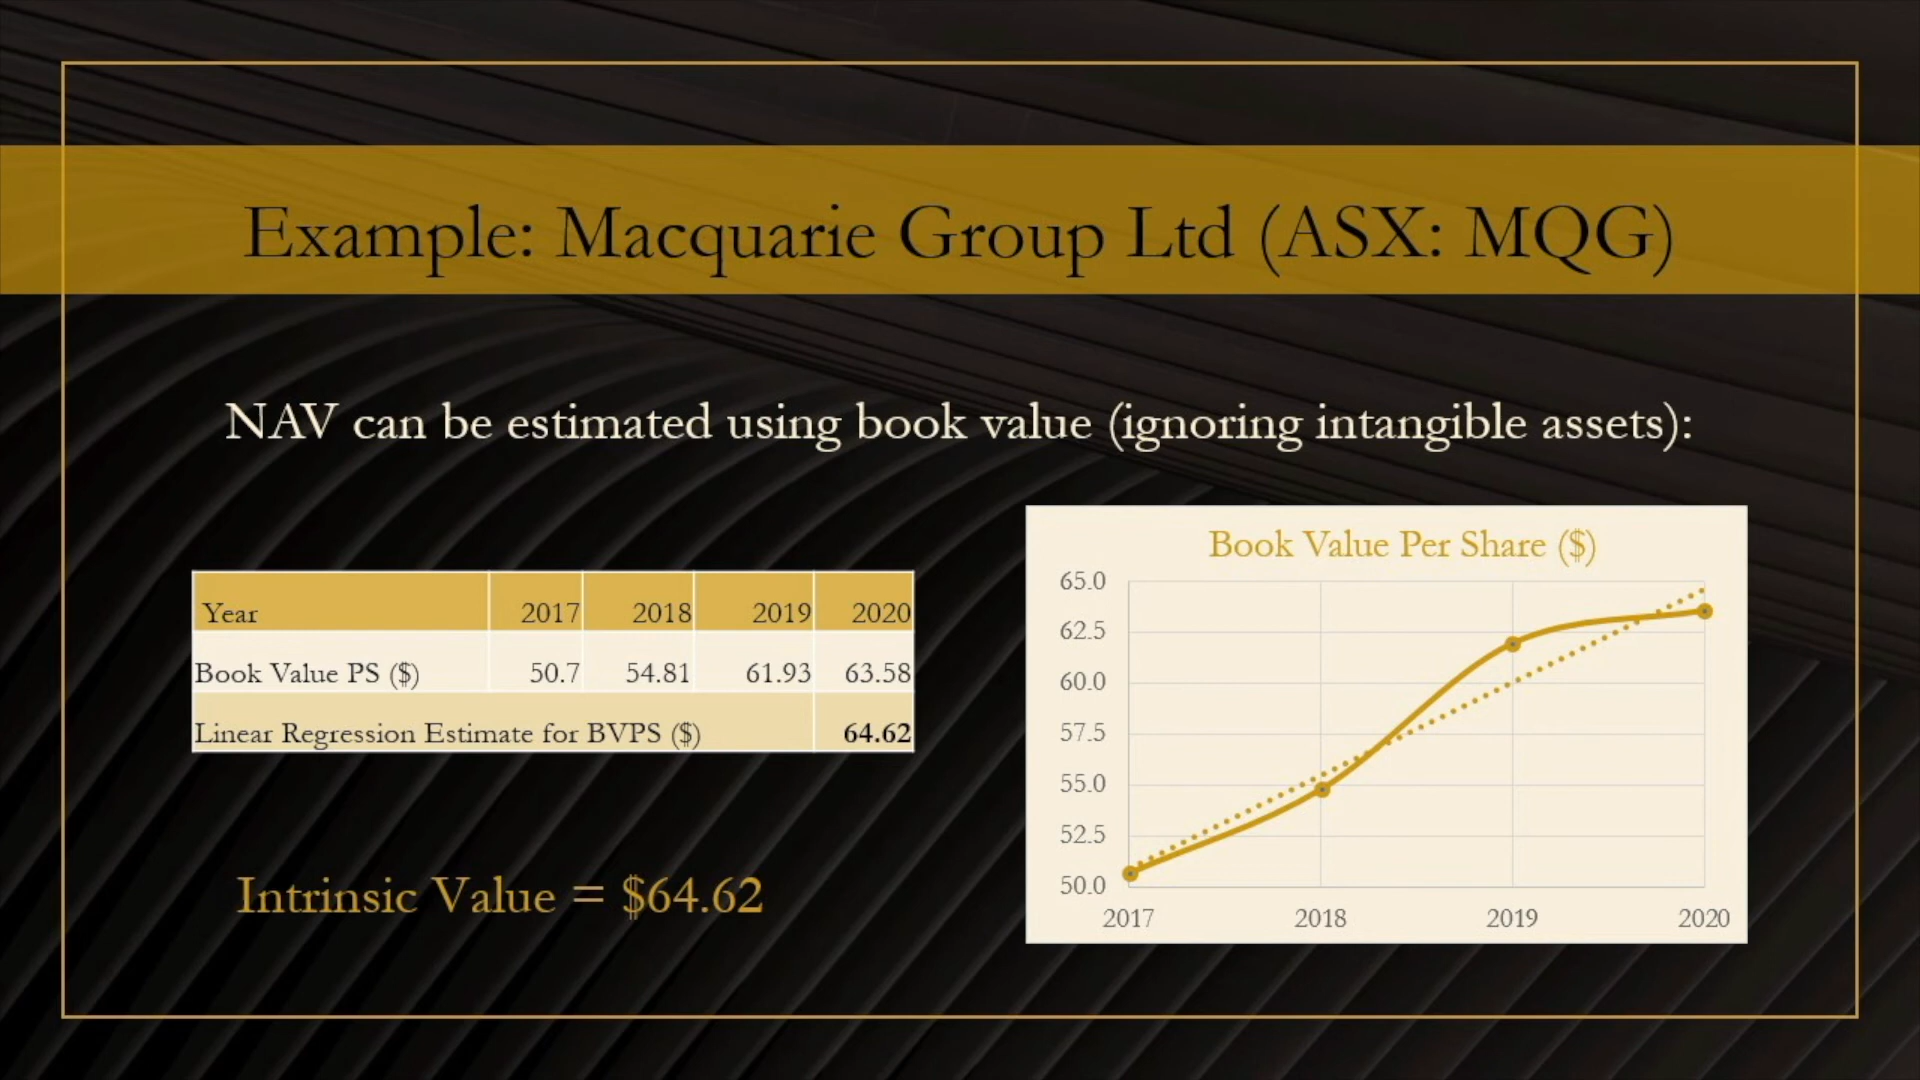 Example: Macquarie Group Ltd (ASX: MQG)
NAV can be estimated using book value (ignoring intangible assets):
Year 2017 2018 2019 2020
Book Value PS ($) 50.7 54.81 61.93 63.58
Linear Regression Estimate for BVPS ($) 64.62
Intrinsic Value = $64.62
Book Value Per Share ($)
65.0
62.5
60.0
57.5
55.0
52.5
50.0
2017 2018 2019 2020